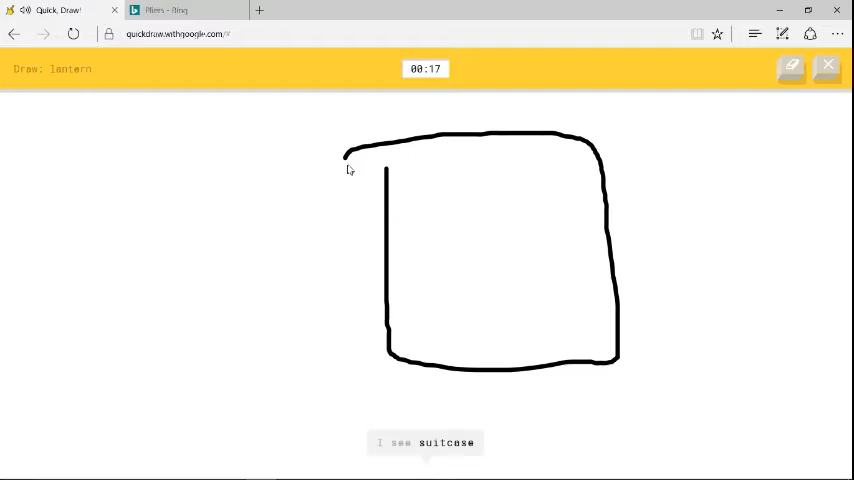 Quick, Draw!
Pliers - Bing
quickdraw.withgoogle.com/#
Draw: lantern
00:17
I see suitcase